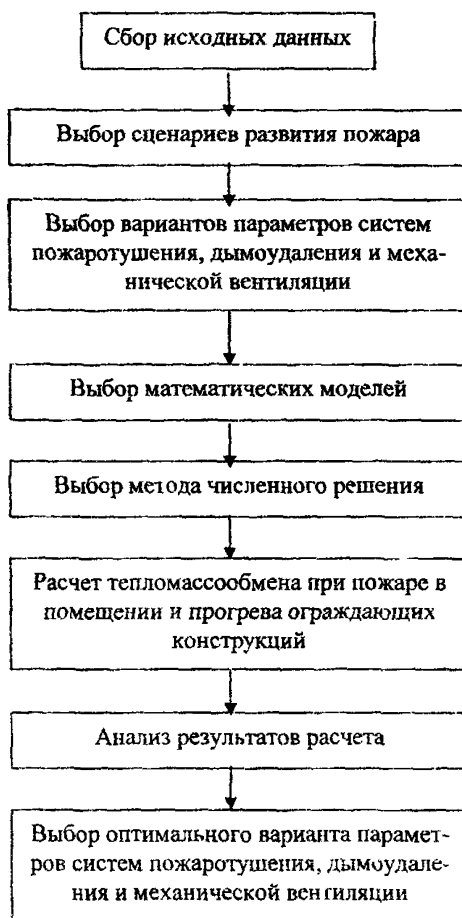 Сбор исходных данных
Выбор сценариев развития пожара
Выбор вариантов параметров систем
пожаротушения, дымоудаления и меха-
нической вентиляции
Выбор математических моделей
Выбор метода численного решения
Расчет тепломассообмена при пожаре в
помещении и прогрева ограждающих
конструкций
Анализ результатов расчета
Выбор оптимального варианта парамет-
ров систем пожаротушения, дымоудале-
ния и механической вентиляции